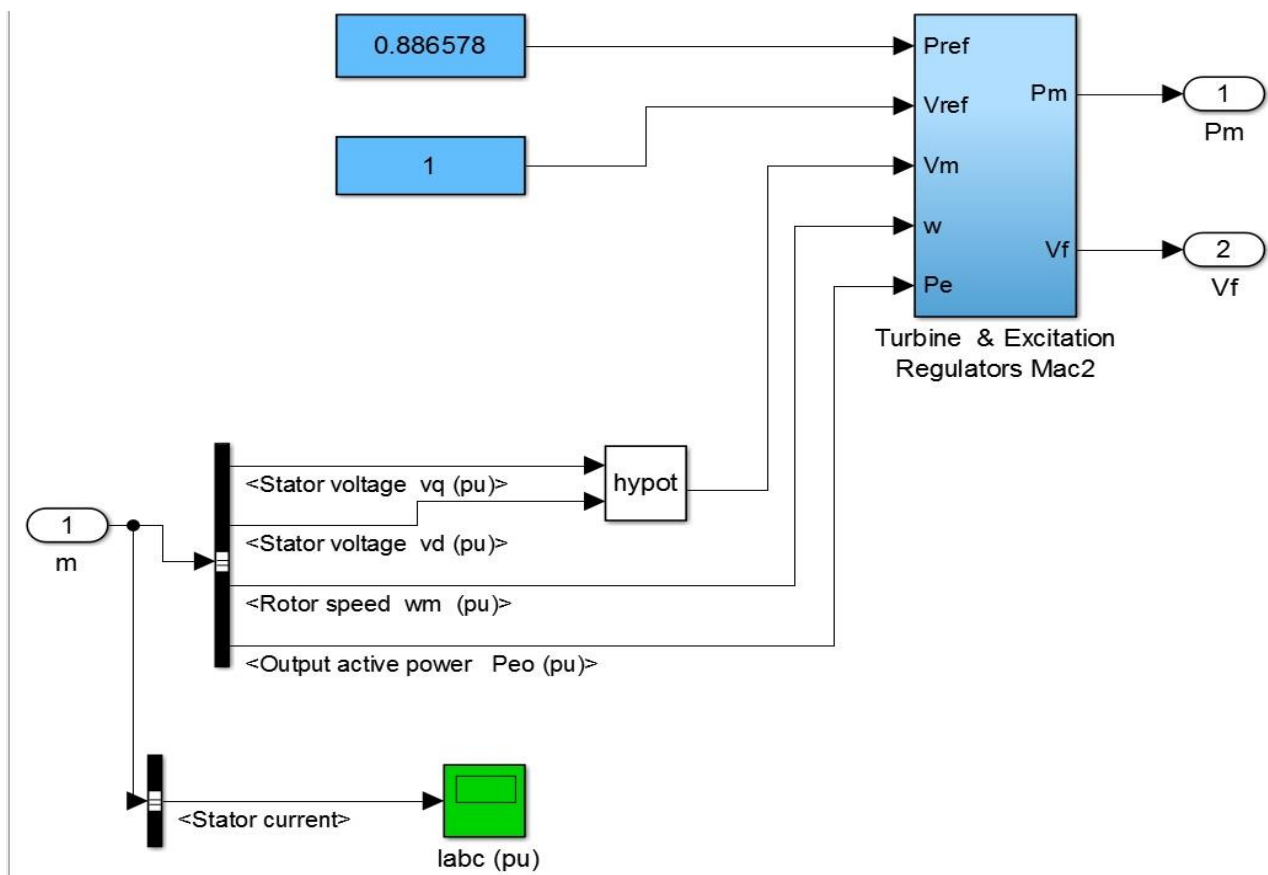 0.886578
1
Pref
Vref
Vm
w
Pe
Pm
Vf
Turbine & Excitation
Regulators Mac2
1
Pm
2
Vf
1
m
<Stator voltage vq (pu)>
<Stator voltage vd (pu)>
<Rotor speed wm (pu)>
<Output active power Peo (pu)>
hypot
<Stator current>
Iabc (pu)